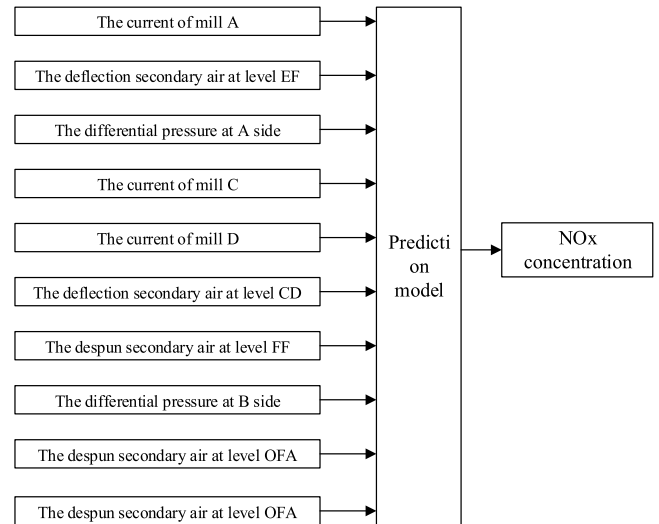 The current of mill A
The deflection secondary air at level EF
The differential pressure at A side
The current of mill C
The current of mill D
The deflection secondary air at level CD
The despun secondary air at level FF
The differential pressure at B side
The despun secondary air at level OFA
The despun secondary air at level OFA
Predicti
on
model
NOx
concentration